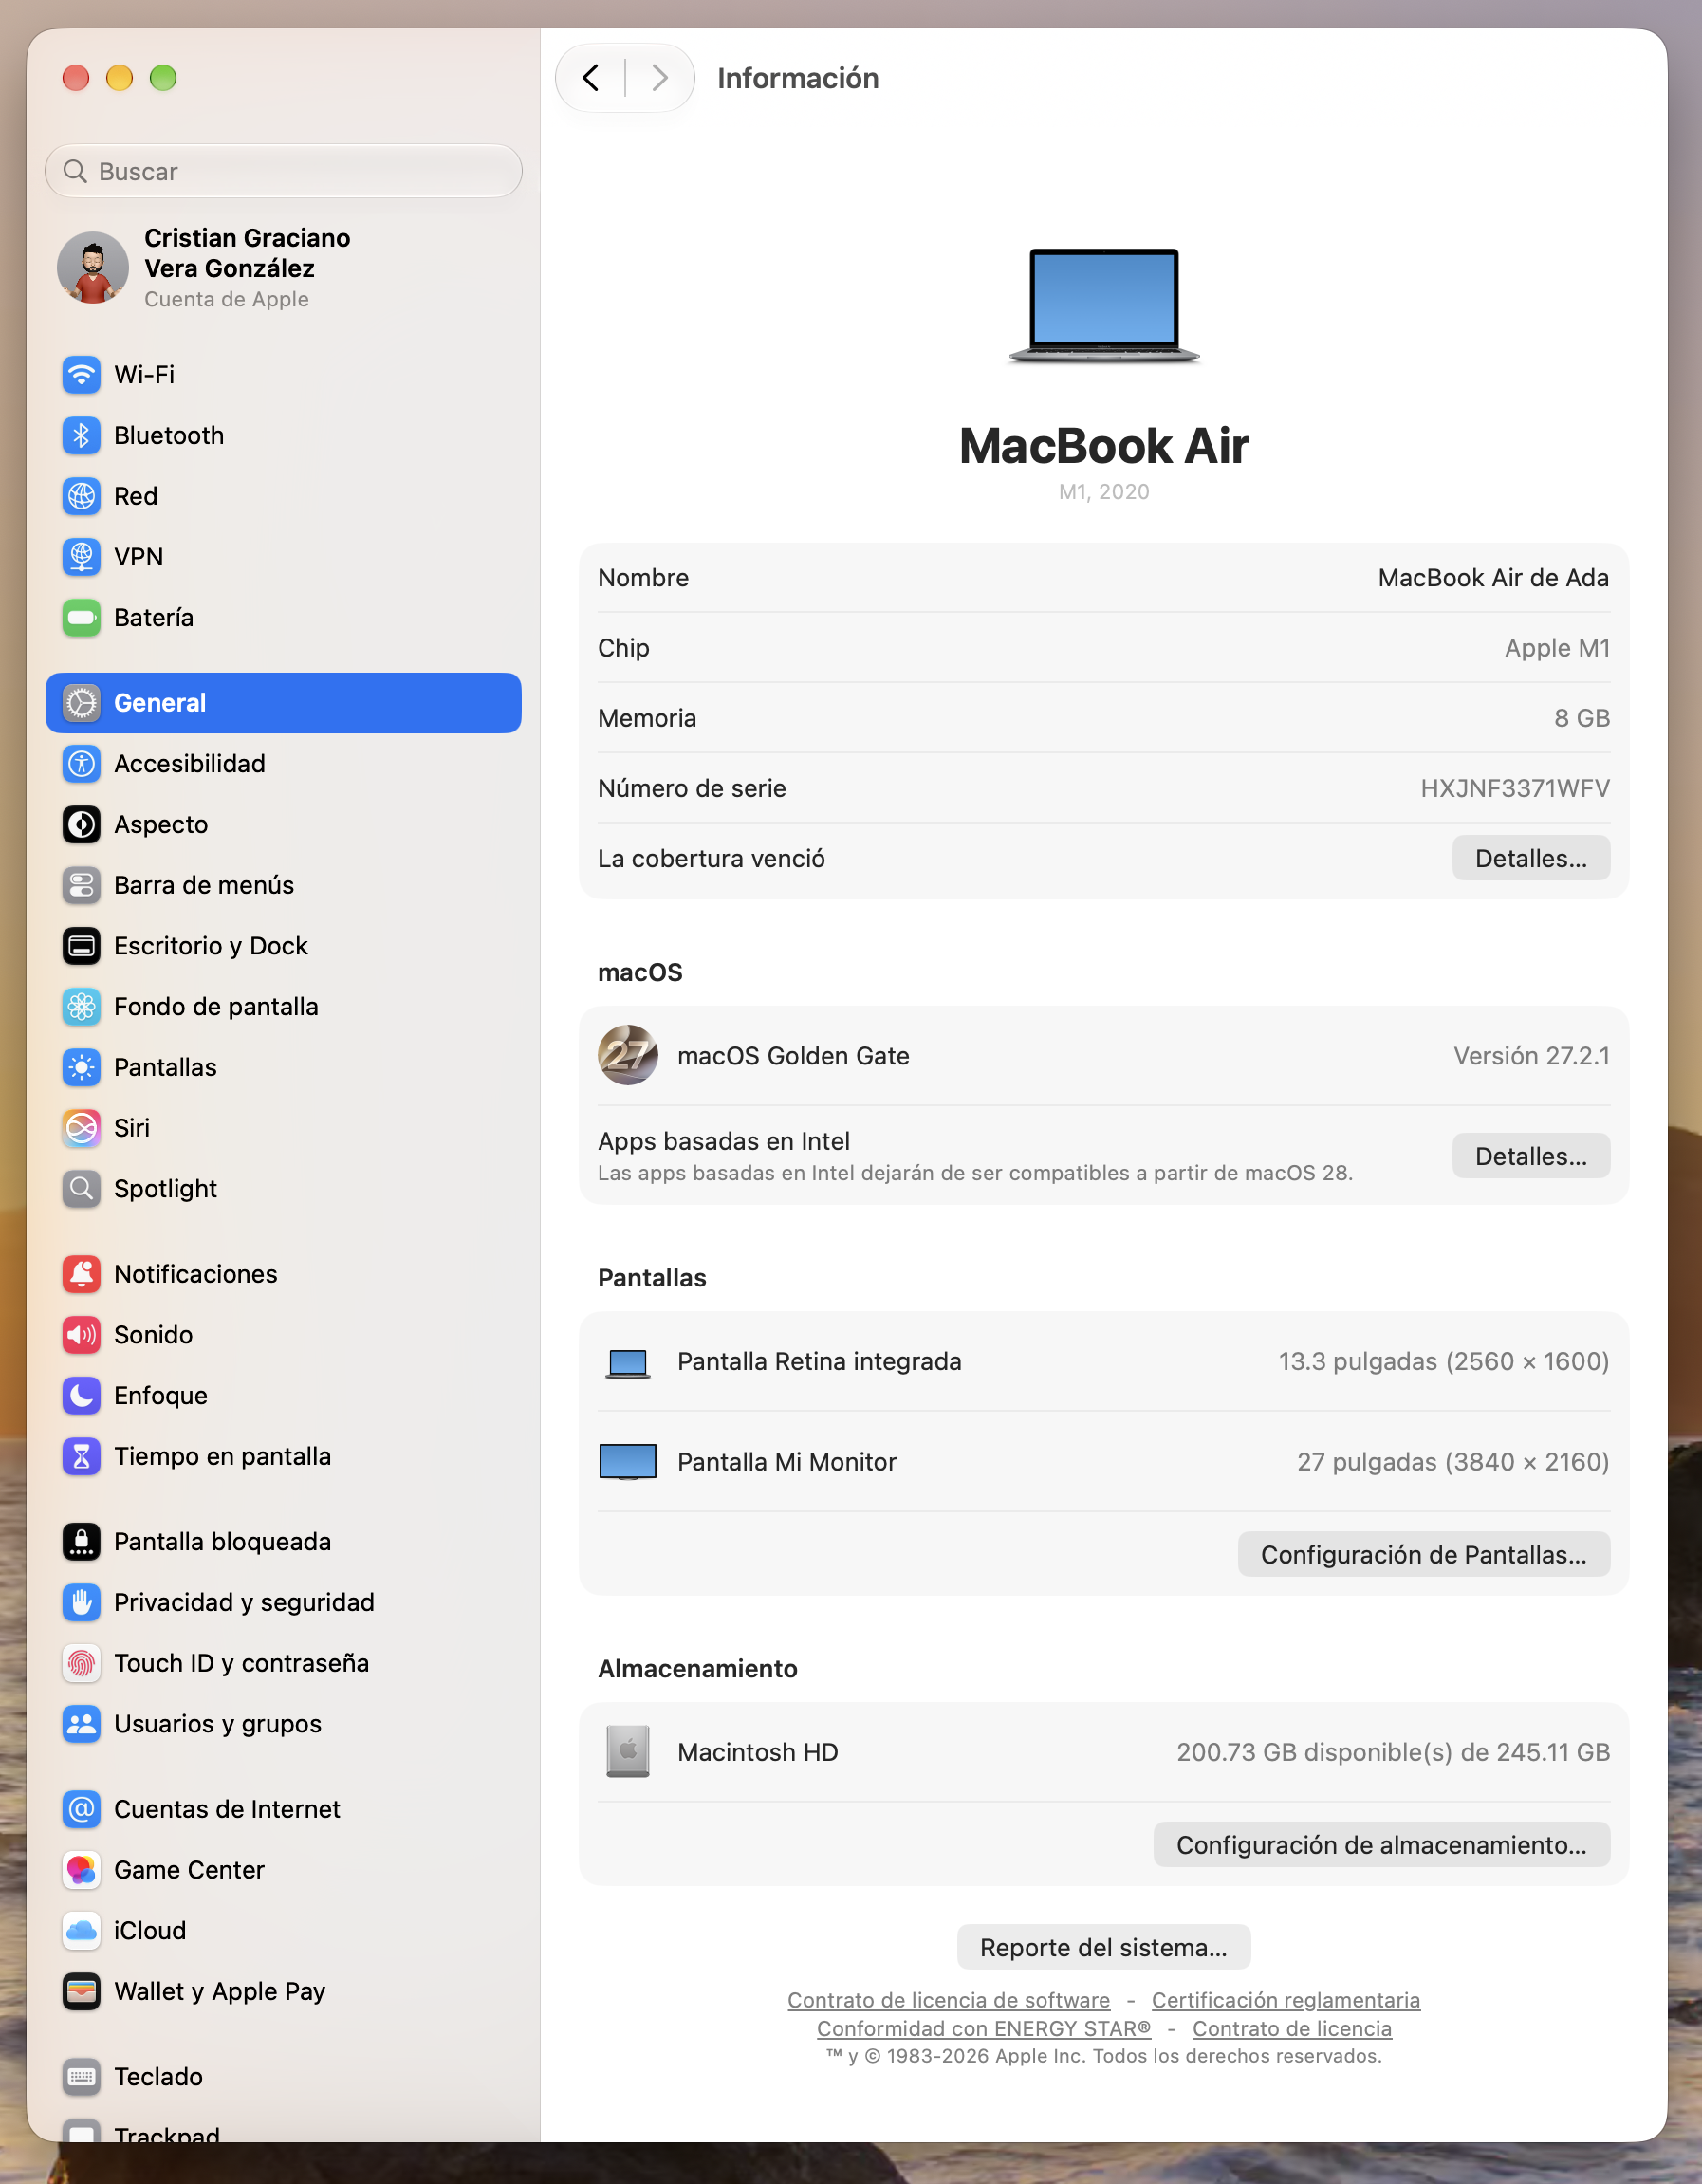 Información
Buscar
Cristian Graciano
Vera González
Cuenta de Apple
Wi-Fi
Bluetooth
Red
VPN
Batería
General
Accesibilidad
Aspecto
Barra de menús
Escritorio y Dock
Fondo de pantalla
Pantallas
Siri
Spotlight
Notificaciones
Sonido
Enfoque
Tiempo en pantalla
Pantalla bloqueada
Privacidad y seguridad
Touch ID y contraseña
Usuarios y grupos
Cuentas de Internet
Game Center
iCloud
Wallet y Apple Pay
Teclado
Trackpad
MacBook Air
M1, 2020
Nombre MacBook Air de Ada
Chip Apple M1
Memoria 8 GB
Número de serie HXJNF3371WFV
La cobertura venció Detalles...
macOS
27 macOS Golden Gate Versión 27.2.1
Apps basadas en Intel Detalles...
Las apps basadas en Intel dejarán de ser compatibles a partir de macOS 28.
Pantallas
Pantalla Retina integrada 13.3 pulgadas (2560 × 1600)
Pantalla Mi Monitor 27 pulgadas (3840 × 2160)
Configuración de Pantallas...
Almacenamiento
Macintosh HD 200.73 GB disponible(s) de 245.11 GB
Configuración de almacenamiento...
Reporte del sistema...
Contrato de licencia de software - Certificación reglamentaria
Conformidad con ENERGY STAR® - Contrato de licencia
™ y © 1983-2026 Apple Inc. Todos los derechos reservados.